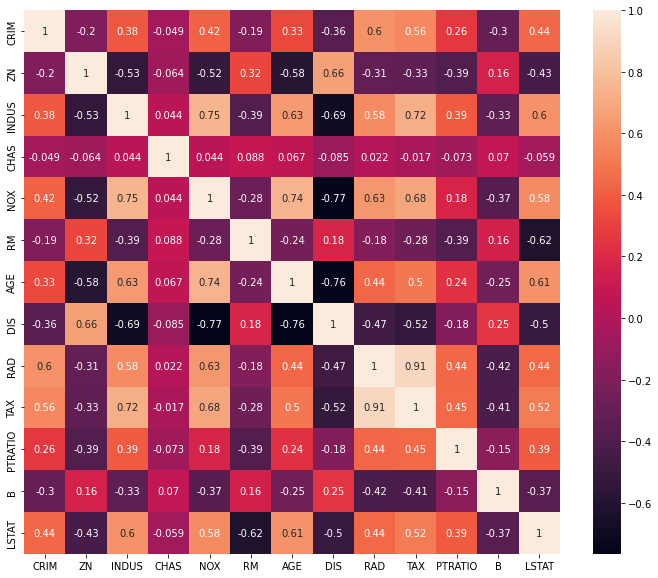 CRIM 1 -0.2 0.38 -0.049 0.42 -0.19 0.33 -0.36 0.6 0.56 0.26 -0.3 0.44
ZN -0.2 1 -0.53 -0.064 -0.52 0.32 -0.58 0.66 -0.31 -0.33 -0.39 0.16 -0.43
INDUS 0.38 -0.53 1 0.044 0.75 -0.39 0.63 -0.69 0.58 0.72 0.39 -0.33 0.6
CHAS -0.049 -0.064 0.044 1 0.044 0.088 0.067 -0.085 0.022 -0.017 -0.073 0.07 -0.059
NOX 0.42 -0.52 0.75 0.044 1 -0.28 0.74 -0.77 0.63 0.68 0.18 -0.37 0.58
RM -0.19 0.32 -0.39 0.088 -0.28 1 -0.24 0.18 -0.18 -0.28 -0.39 0.16 -0.62
AGE 0.33 -0.58 0.63 0.067 0.74 -0.24 1 -0.76 0.44 0.5 0.24 -0.25 0.61
DIS -0.36 0.66 -0.69 -0.085 -0.77 0.18 -0.76 1 -0.47 -0.52 -0.18 0.25 -0.5
RAD 0.6 -0.31 0.58 0.022 0.63 -0.18 0.44 -0.47 1 0.91 0.44 -0.42 0.44
TAX 0.56 -0.33 0.72 -0.017 0.68 -0.28 0.5 -0.52 0.91 1 0.45 -0.41 0.52
PTRATIO 0.26 -0.39 0.39 -0.073 0.18 -0.39 0.24 -0.18 0.44 0.45 1 -0.15 0.39
B -0.3 0.16 -0.33 0.07 -0.37 0.16 -0.25 0.25 -0.42 -0.41 -0.15 1 -0.37
LSTAT 0.44 -0.43 0.6 -0.059 0.58 -0.62 0.61 -0.5 0.44 0.52 0.39 -0.37 1
CRIM ZN INDUS CHAS NOX RM AGE DIS RAD TAX PTRATIO B LSTAT
1.0
0.8
0.6
0.4
0.2
0.0
-0.2
-0.4
-0.6